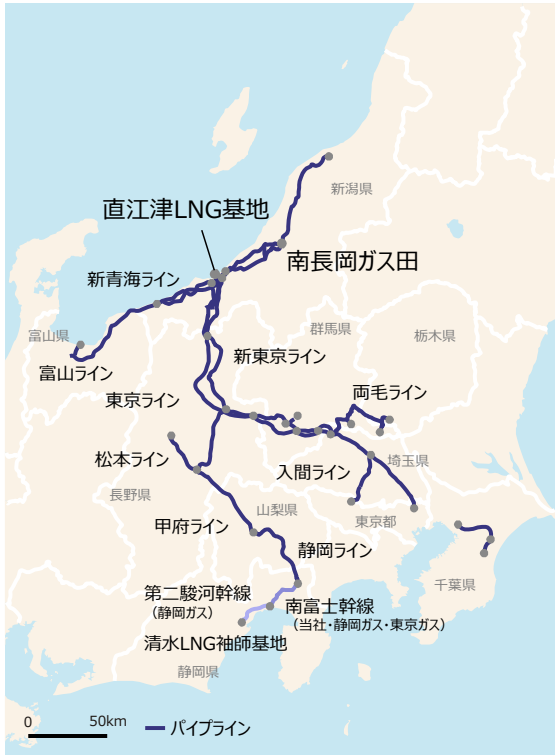 新潟県
直江津LNG基地
南長岡ガス田
新青海ライン
富山県
群馬県
栃木県
富山ライン
新東京ライン
東京ライン
両毛ライン
松本ライン
入間ライン
埼玉県
長野県
山梨県
甲府ライン
東京都
静岡ライン
千葉県
第二駿河幹線
(静岡ガス)
南富士幹線
(当社・静岡ガス・東京ガス)
清水LNG袖師基地
静岡県
0 50km
パイプライン